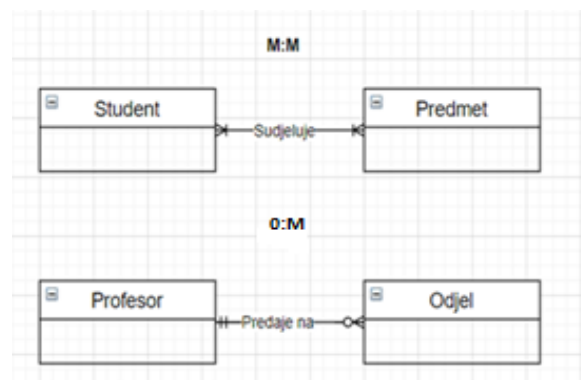 M:M
Student
Predmet
Sudjeluje
0:M
Profesor
Odjel
Predaje na